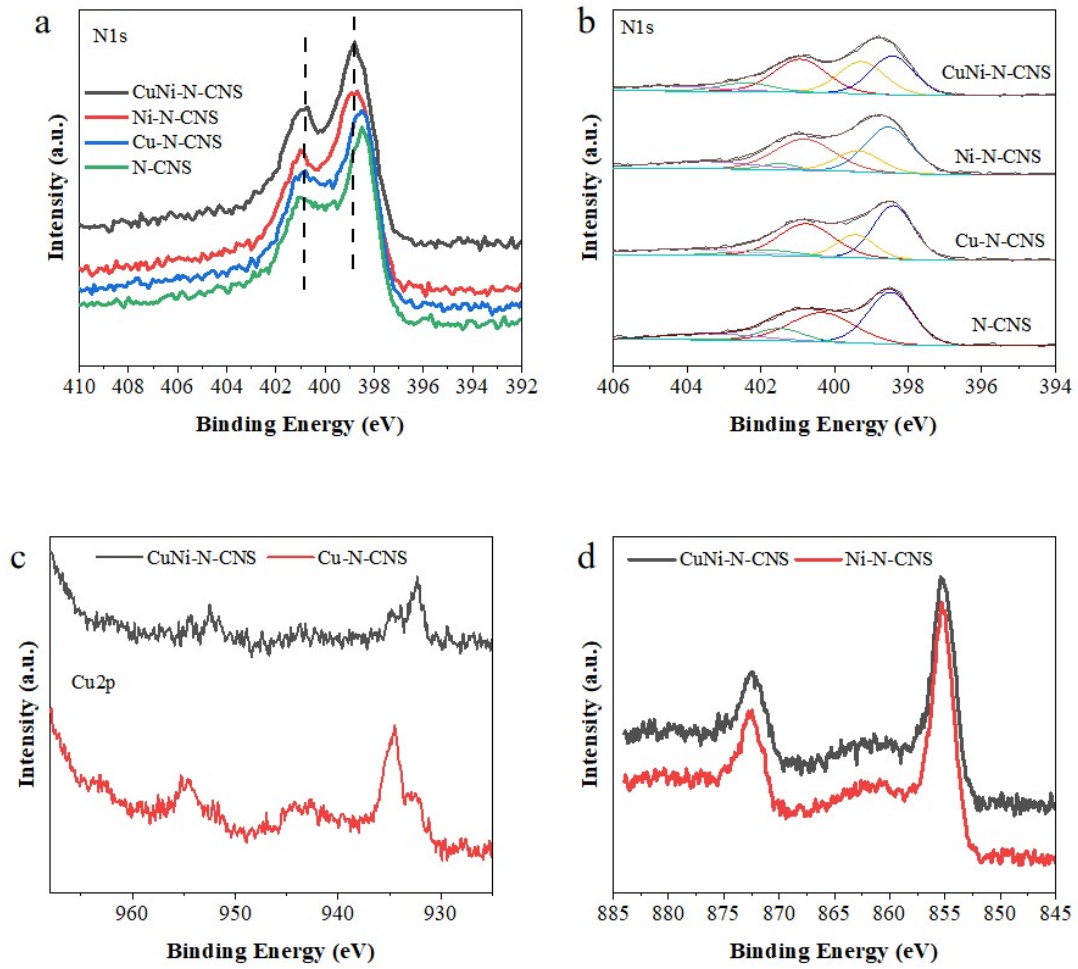 a
N1s
CuNi-N-CNS
Ni-N-CNS
Cu-N-CNS
N-CNS
Intensity (a.u.)
410 408 406 404 402 400 398 396 394 392
Binding Energy (eV)
b
N1s
CuNi-N-CNS
Ni-N-CNS
Cu-N-CNS
N-CNS
Intensity (a.u.)
406 404 402 400 398 396 394
Binding Energy (eV)
c
CuNi-N-CNS Cu-N-CNS
Cu2p
Intensity (a.u.)
960 950 940 930
Binding Energy (eV)
d
CuNi-N-CNS Ni-N-CNS
Intensity (a.u.)
885 880 875 870 865 860 855 850 845
Binding Energy (eV)